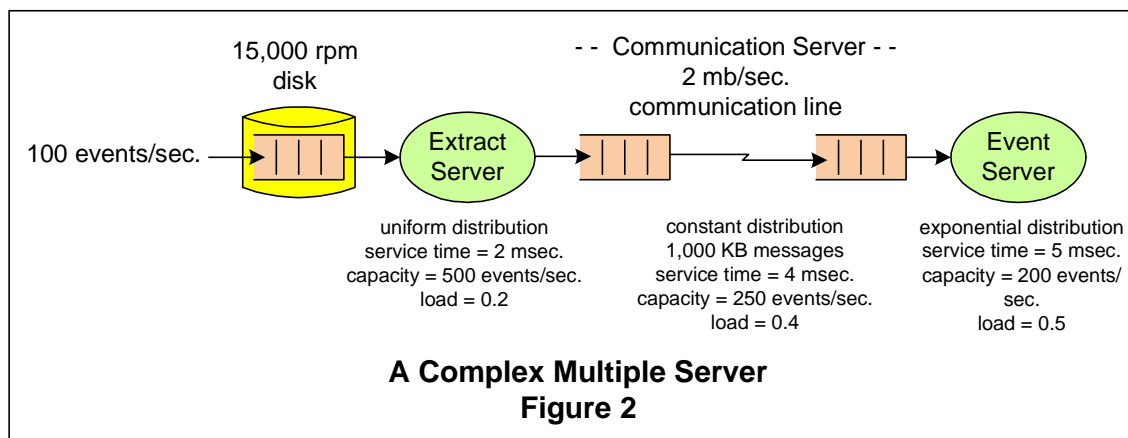 15,000 rpm
disk
- -  Communication Server - -
2 mb/sec.
communication line
100 events/sec.
Extract
Server
Event
Server
uniform distribution
service time = 2 msec.
capacity = 500 events/sec.
load = 0.2
constant distribution
1,000 KB messages
service time = 4 msec.
capacity = 250 events/sec.
load = 0.4
exponential distribution
service time = 5 msec.
capacity = 200 events/
sec.
load = 0.5
A Complex Multiple Server
Figure 2